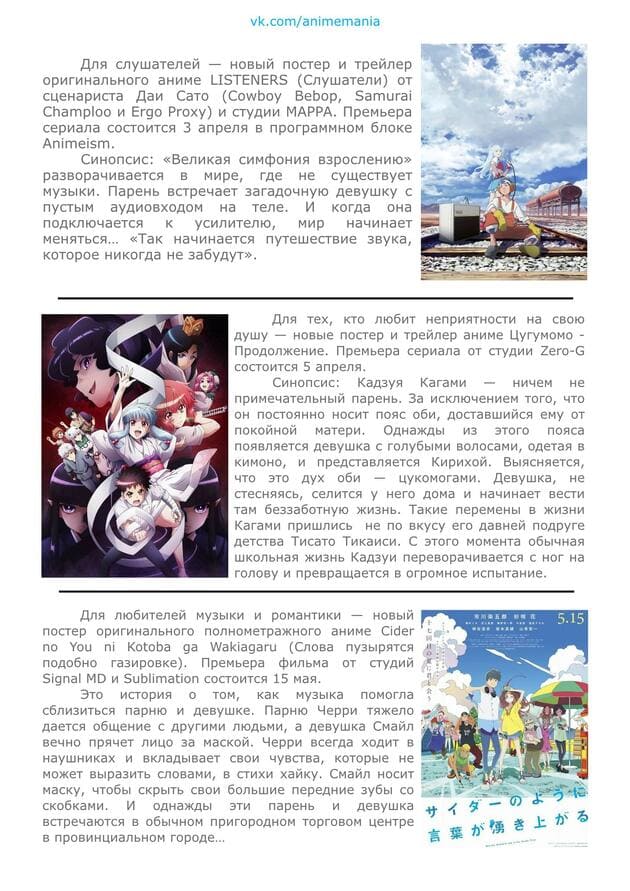 vk.com/animemania
Для слушателей — новый постер и трейлер
оригинального аниме LISTENERS (Слушатели) от
сценариста Даи Сато (Cowboy Bebop, Samurai
Champloo и Ergo Proxy) и студии MAPPA. Премьера
сериала состоится 3 апреля в программном блоке
Animeism.
Синопсис: «Великая симфония взрослению»
разворачивается в мире, где не существует
музыки. Парень встречает загадочную девушку с
пустым аудиовходом на теле. И когда она
подключается к усилителю, мир начинает
меняться... «Так начинается путешествие звука,
которое никогда не забудут».
Для тех, кто любит неприятности на свою
душу — новые постер и трейлер аниме Цугумомо -
Продолжение. Премьера сериала от студии Zero-G
состоится 5 апреля.
Синопсис: Кадзуя Кагами — ничем не
примечательный парень. За исключением того, что
он постоянно носит пояс оби, доставшийся ему от
покойной матери. Однажды из этого пояса
появляется девушка с голубыми волосами, одетая в
кимоно, и представляется Кирихой. Выясняется,
что это дух оби — цукомогами. Девушка, не
стесняясь, селится у него дома и начинает вести
там беззаботную жизнь. Такие перемены в жизни
Кагами пришлись не по вкусу его давней подруге
детства Тисато Тикаиси. С этого момента обычная
школьная жизнь Кадзуи переворачивается с ног на
голову и превращается в огромное испытание.
Для любителей музыки и романтики — новый
постер оригинального полнометражного аниме Cider
no You ni Kotoba ga Wakiagaru (Слова пузырятся
подобно газировке). Премьера фильма от студий
Signal MD и Sublimation состоится 15 мая.
Это история о том, как музыка помогла
сблизиться парню и девушке. Парню Черри тяжело
дается общение с другими людьми, а девушка Смайл
вечно прячет лицо за маской. Черри всегда ходит в
наушниках и вкладывает свои чувства, которые не
может выразить словами, в стихи хайку. Смайл носит
маску, чтобы скрыть свои большие передние зубы со
скобками. И однажды эти парень и девушка
встречаются в обычном пригородном торговом центре
в провинциальном городе...
5.15
十七回目の夏に君と会う
サイダーのように
言葉が湧き上がる